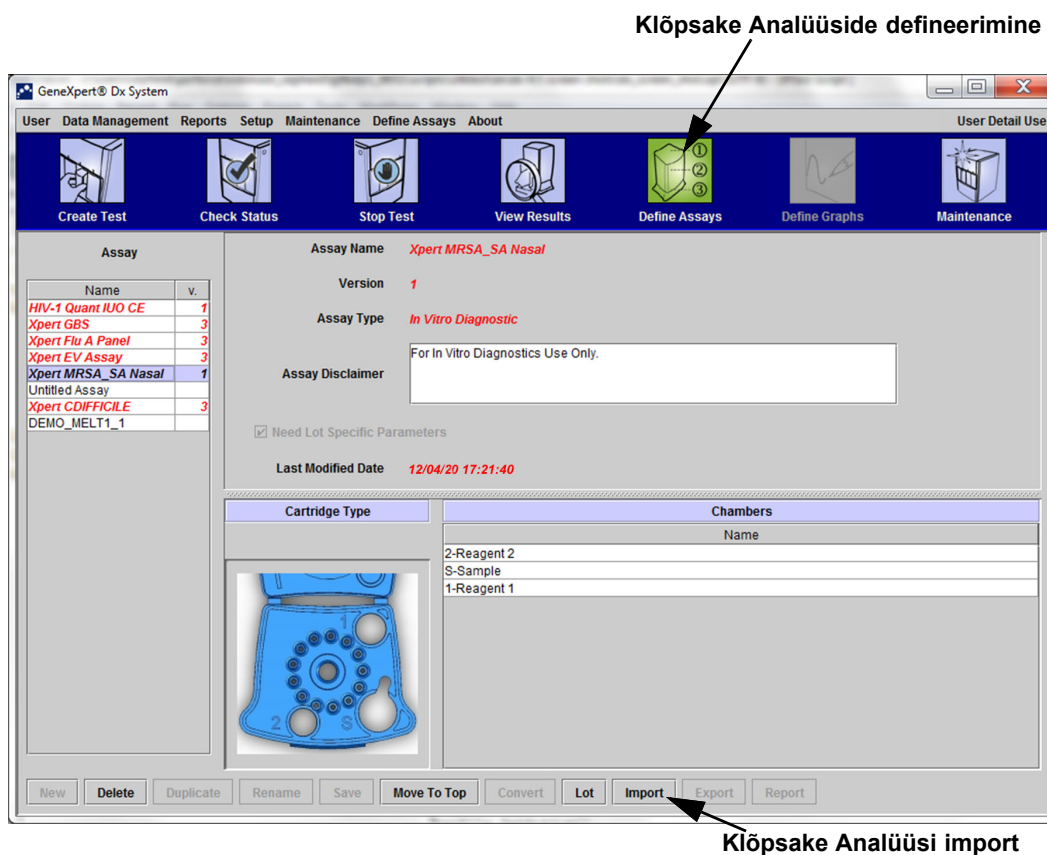 Klõpsake Analüüside defineerimine
GeneXpert® Dx System
User Data Management Reports Setup Maintenance Define Assays About User Detail Use
① ② ③
Create Test Check Status Stop Test View Results Define Assays Define Graphs Maintenance
Assay
Name v.
HIV-1 Quant IUO CE 1
Xpert GBS 3
Xpert Flu A Panel 3
Xpert EV Assay 3
Xpert MRSA_SA Nasal 1
Untitled Assay
Xpert CDIFFICILE 3
DEMO_MELT1_1
Assay Name Xpert MRSA_SA Nasal
Version 1
Assay Type In Vitro Diagnostic
Assay Disclaimer For In Vitro Diagnostics Use Only.
Need Lot Specific Parameters
Last Modified Date 12/04/20 17:21:40
Cartridge Type
1
2 S
Chambers
Name
2-Reagent 2
S-Sample
1-Reagent 1
New Delete Duplicate Rename Save Move To Top Convert Lot Import Export Report
Klõpsake Analüüsi import